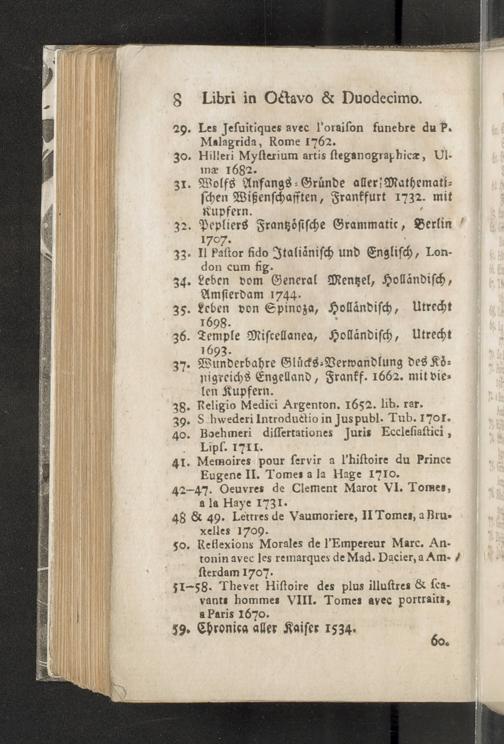 8 Libri in Octavo & Duodecimo.
29. Les Jeſuitiques avec l'oraiſon funebre du P.
Malagrida, Rome 1762.
30. Hilleri Myſterium artis ſteganographicæ, Ul-
mæ 1682.
31. Wolfs Anfangs-Gründe aller Mathemati-
ſchen Wißenſchafften, Franckfurt 1732. mit
Kupfern.
32. Pepliers Frantzöſiſche Grammatic, Berlin
1707.
33. Il Paſtor fido Italiäniſch und Engliſch, Lon-
don cum fig.
34. Leben vom General Mentzel, Holländiſch,
Amſterdam 1744.
35. Leben von Spinoza, Holländiſch, Utrecht
1698.
36. Temple Miſcellanea, Holländiſch, Utrecht
1693.
37. Wunderbahre Glücks-Verwandlung des Kö-
nigreichs Engelland, Franckf. 1662. mit vie-
len Kupfern.
38. Religio Medici Argenton. 1652. lib. rar.
39. Schwederi Introductio in Jus publ. Tub. 1701.
40. Bœhmeri diſſertationes Juris Eccleſiaſtici,
Lipſ. 1711.
41. Memoires pour ſervir a l'hiſtoire du Prince
Eugene II. Tomes a la Hage 1710.
42-47. Oeuvres de Clement Marot VI. Tomes,
a la Haye 1731.
48 & 49. Lettres de Vaumoriere, II Tomes, a Bru-
xelles 1709.
50. Reflexions Morales de l'Empereur Marc. An-
tonin avec les remarques de Mad. Dacier, a Am-
ſterdam 1707.
51-58. Thevet Hiſtoire des plus illuſtres & ſca-
vants hommes VIII. Tomes avec portraits,
a Paris 1670.
59. Chronica aller Kaiſer 1534.
60.